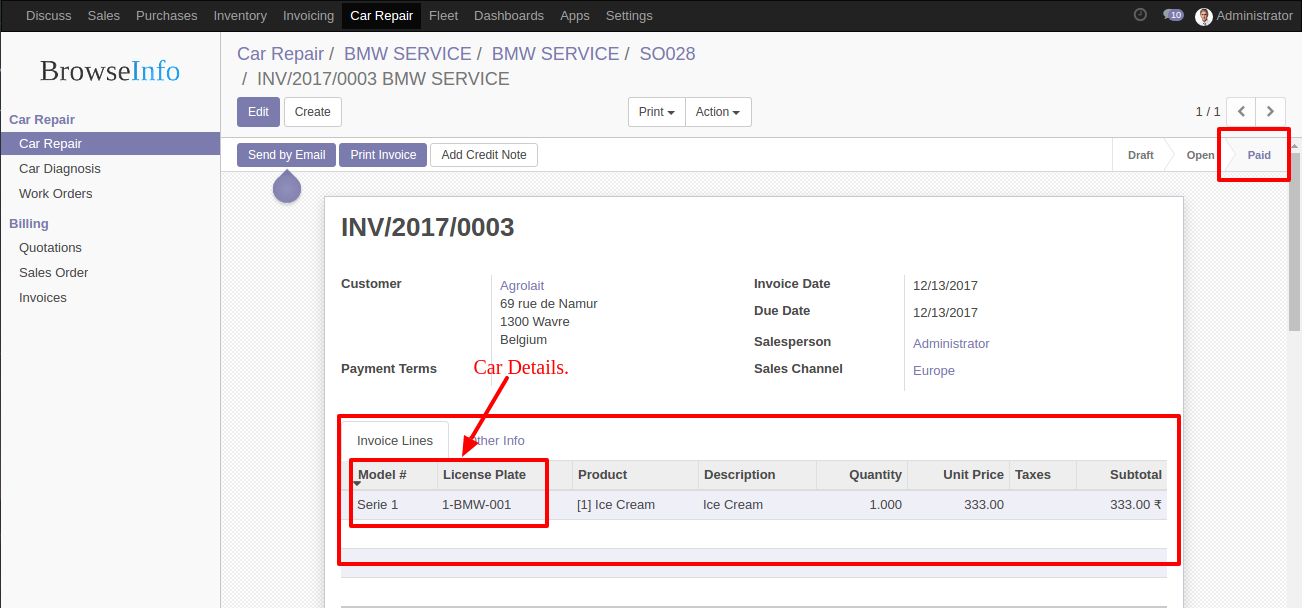 Discuss Sales Purchases Inventory Invoicing Car Repair Fleet Dashboards Apps Settings 10 Administrator
BrowseInfo
Car Repair
Car Repair
Car Diagnosis
Work Orders
Billing
Quotations
Sales Order
Invoices
Car Repair / BMW SERVICE / BMW SERVICE / SO028
/ INV/2017/0003 BMW SERVICE
Edit Create Print Action 1 / 1
Send by Email Print Invoice Add Credit Note Draft Open Paid
INV/2017/0003
Customer Agrolait
69 rue de Namur
1300 Wavre
Belgium
Payment Terms
Invoice Date 12/13/2017
Due Date 12/13/2017
Salesperson Administrator
Sales Channel Europe
Car Details.
Invoice Lines Other Info
Model # License Plate Product Description Quantity Unit Price Taxes Subtotal
Serie 1 1-BMW-001 [1] Ice Cream Ice Cream 1.000 333.00 333.00 ₹